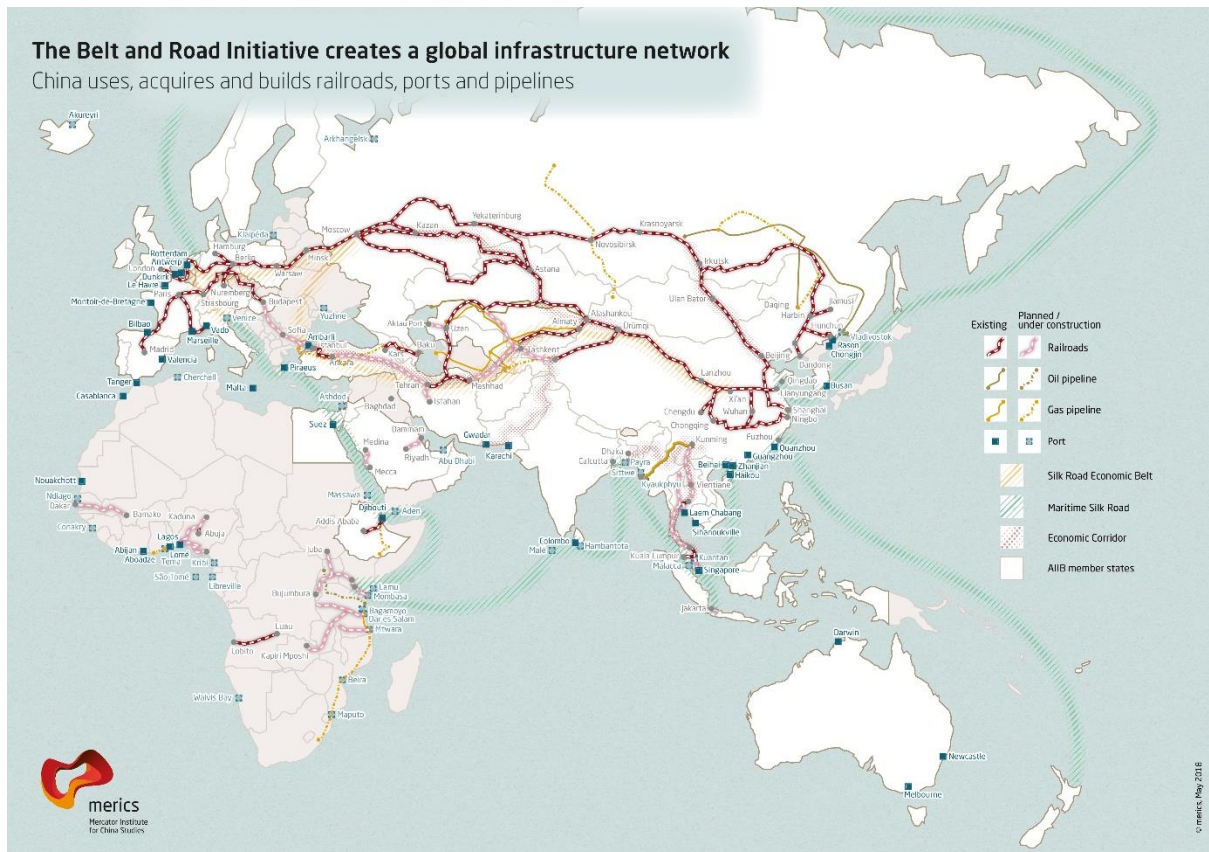 The Belt and Road Initiative creates a global infrastructure network
China uses, acquires and builds railroads, ports and pipelines
Akureyri
Arkhangelsk
Klaipeda
Hamburg
Rotterdam
Antwerp
London
Dunkirk
Le Havre
Berlin
Warsaw
Minsk
Moscow
Kazan
Yekaterinburg
Krasnoyarsk
Novosibirsk
Irkutsk
Astana
Paris
Nuremberg
Strasbourg
Budapest
Montoir-de-Bretagne
Venice
Yuzhne
Bilbao
Vado
Marseille
Madrid
Valencia
Sofia
Ambarli
Istanbul
Ankara
Kars
Baku
Aktau Port
Uzen
Piraeus
Tanger
Casablanca
Cherchell
Malta
Almaty
Alashankou
Ürümqi
Tashkent
Ulan Bator
Daqing
Jiamusi
Harbin
Hunchun
Vladivostok
Rason
Chongjin
Beijing
Dandong
Lanzhou
Qingdao
Lianyungang
Busan
Xi'an
Wuhan
Chengdu
Chongqing
Shanghai
Ningbo
Fuzhou
Quanzhou
Guangzhou
Tehran
Mashhad
Isfahan
Baghdad
Ashdod
Suez
Medina
Mecca
Dammam
Riyadh
Abu Dhabi
Gwadar
Karachi
Dhaka
Calcutta
Payra
Sittwe
Kyaukphyu
Kunming
Beihai
Zhanjian
Haikou
Vientiane
Laem Chabang
Sihanoukville
Nouakchott
Ndiago
Dakar
Bamako
Conakry
Kaduna
Abuja
Lagos
Abijan
Aboadze
Lomé
Tema
Kribi
São Tomé
Libreville
Massawa
Aden
Djibouti
Addis Ababa
Juba
Bujumbura
Lamu
Mombasa
Bagamoyo
Dar es Salam
Mtwara
Colombo
Hambantota
Male
Kuala Lumpur
Kuantan
Malacca
Singapore
Jakarta
Luau
Lobito
Kapiri Mposhi
Walvis Bay
Beira
Maputo
Darwin
Newcastle
Melbourne
Existing
Planned /
under construction
Railroads
Oil pipeline
Gas pipeline
Port
Silk Road Economic Belt
Maritime Silk Road
Economic Corridor
AIIB member states
merics
Mercator Institute
for China Studies
© merics, May 2018